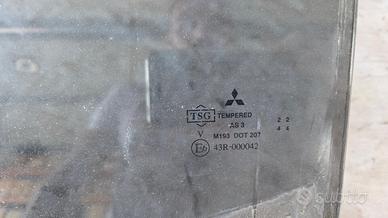 TSG TEMPERED
AS 3
V M193 DOT 207
E6 43R-000042
2 2
4 4
subito